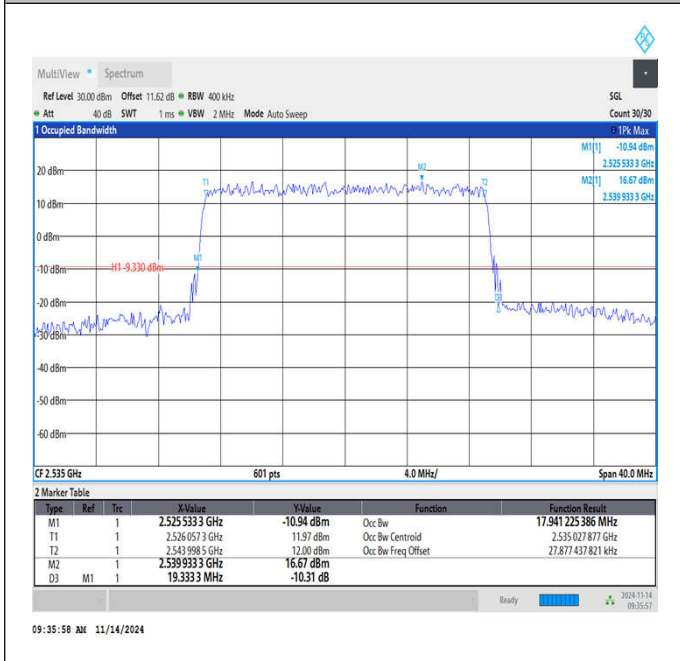 MultiView Spectrum
Ref Level 30.00 dBm Offset 11.62 dB RBW 400 kHz SGL
Att 40 dB SWT 1 ms VBW 2 MHz Mode Auto Sweep Count 30/30
1 Occupied Bandwidth 1Pk Max
M1[1] -10.94 dBm
2.525 533 3 GHz
M2[1] 16.67 dBm
2.539 933 3 GHz
20 dBm
T1
M2
T2
10 dBm
0 dBm
M1
-10 dBm
H1 -9.330 dBm
-20 dBm
D3
-30 dBm
-40 dBm
-50 dBm
-60 dBm
CF 2.535 GHz 601 pts 4.0 MHz/ Span 40.0 MHz
2 Marker Table
Type Ref Trc X-Value Y-Value Function Function Result
M1 1 2.525 533 3 GHz -10.94 dBm Occ Bw 17.941 225 386 MHz
T1 1 2.526 057 3 GHz 11.97 dBm Occ Bw Centroid 2.535 027 877 GHz
T2 1 2.543 998 5 GHz 12.00 dBm Occ Bw Freq Offset 27.877 437 821 kHz
M2 1 2.539 933 3 GHz 16.67 dBm
D3 M1 1 19.333 3 MHz -10.31 dB
Ready 2024-11-14
09:35:57
09:35:58 AM 11/14/2024